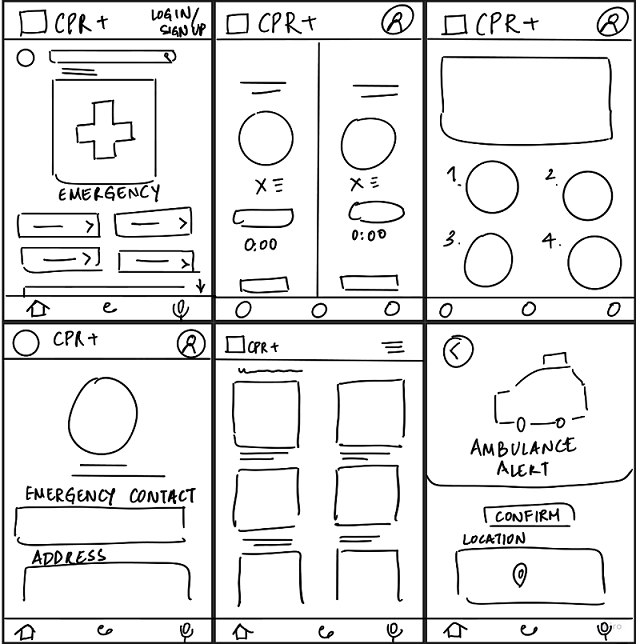 CPR+
LOGIN/
SIGN UP
EMERGENCY
CPR+
X
X
0:00
0:00
CPR+
1.
2.
3.
4.
CPR+
EMERGENCY CONTACT
ADDRESS
CPR+
AMBULANCE
ALERT
CONFIRM
LOCATION